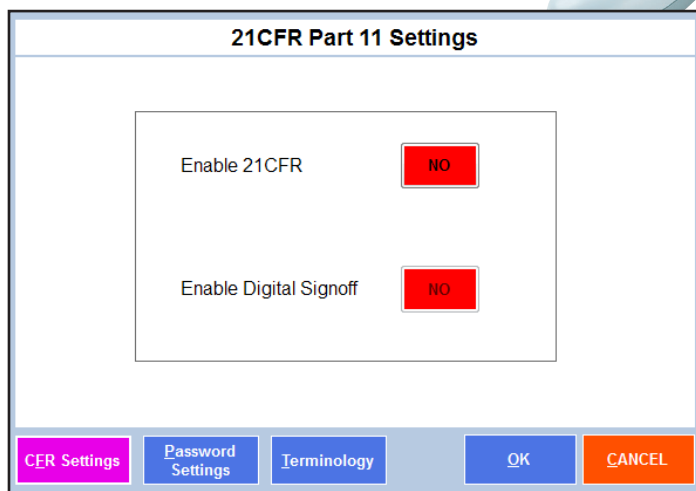 21CFR Part 11 Settings
Enable 21CFR
NO
Enable Digital Signoff
NO
CFR Settings
Password
Settings
Terminology
OK
CANCEL